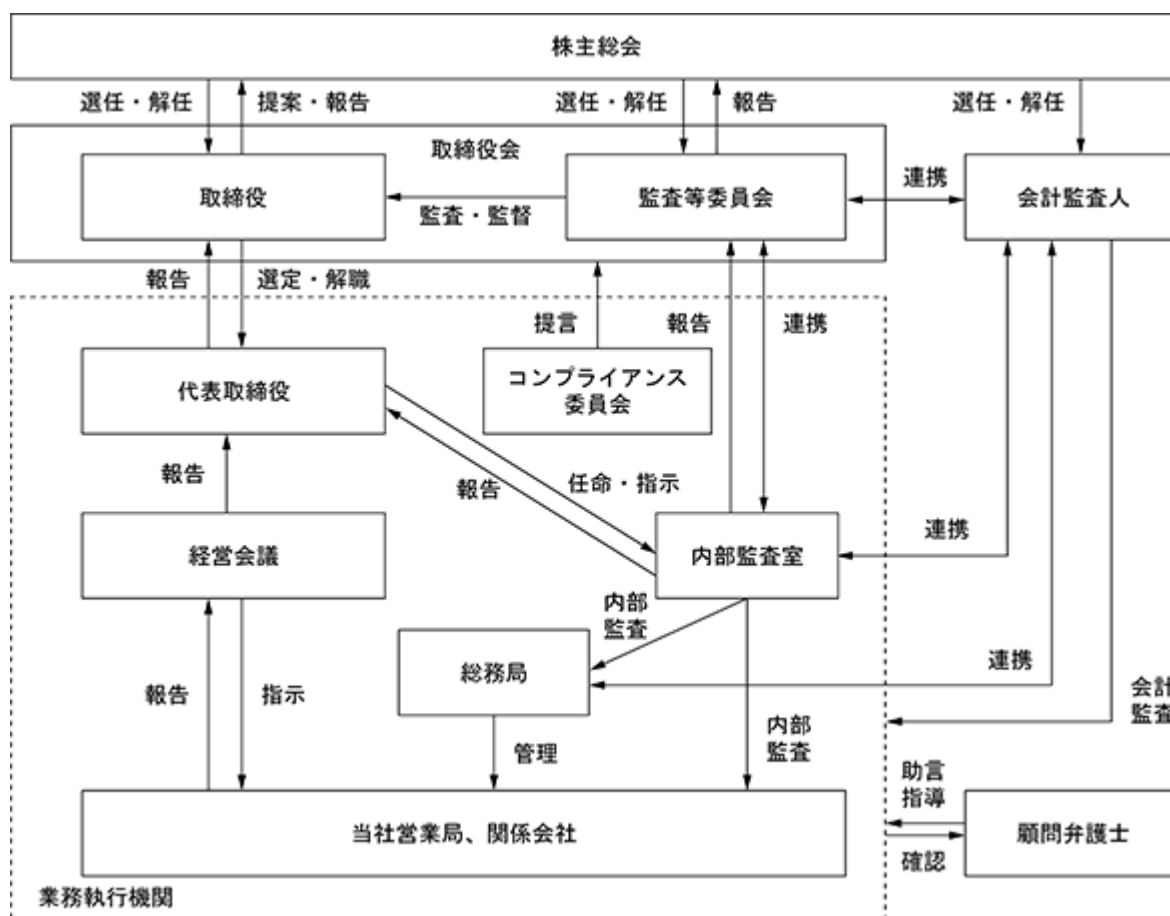 株主総会
選任・解任
提案・報告
選任・解任
報告
選任・解任
取締役会
取締役
監査・監督
監査等委員会
連携
会計監査人
報告
選定・解職
提言
報告
連携
代表取締役
コンプライアンス
委員会
報告
報告
任命・指示
経営会議
内部監査室
連携
内部
監査
総務局
報告
指示
連携
管理
内部
監査
会計
監査
助言
指導
当社営業局、関係会社
顧問弁護士
確認
業務執行機関